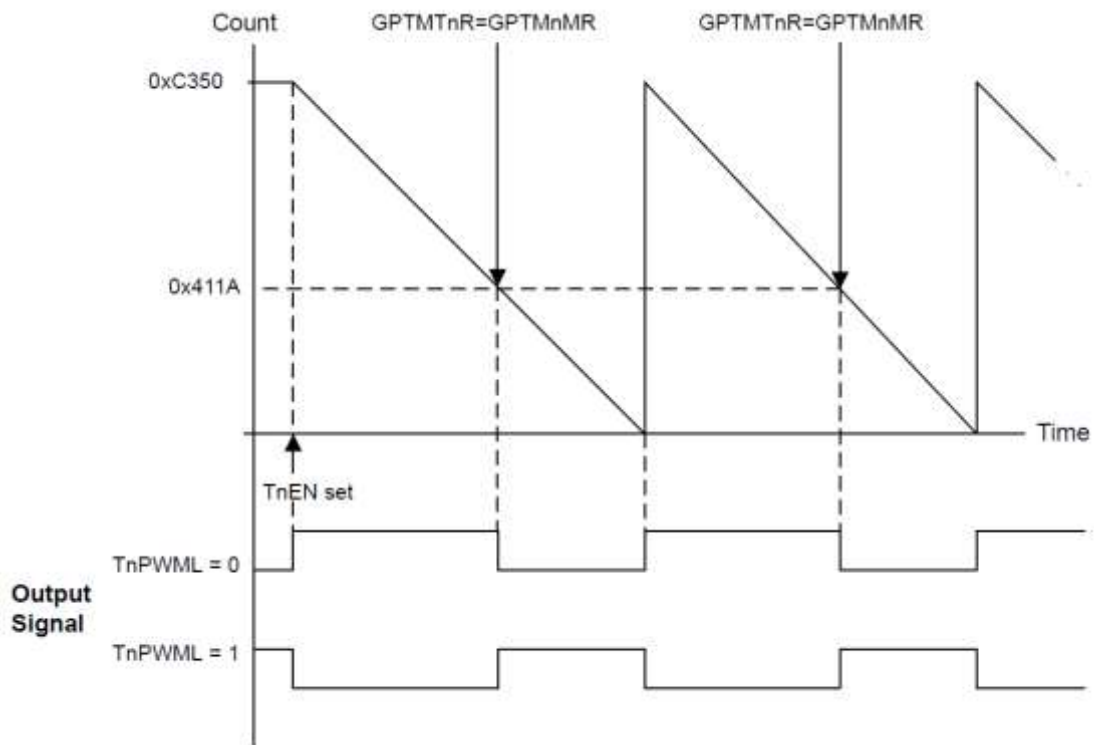 Count
GPTMTnR=GPTMnMR
GPTMTnR=GPTMnMR
0xC350
0x411A
Time
TnEN set
TnPWML = 0
Output
Signal
TnPWML = 1